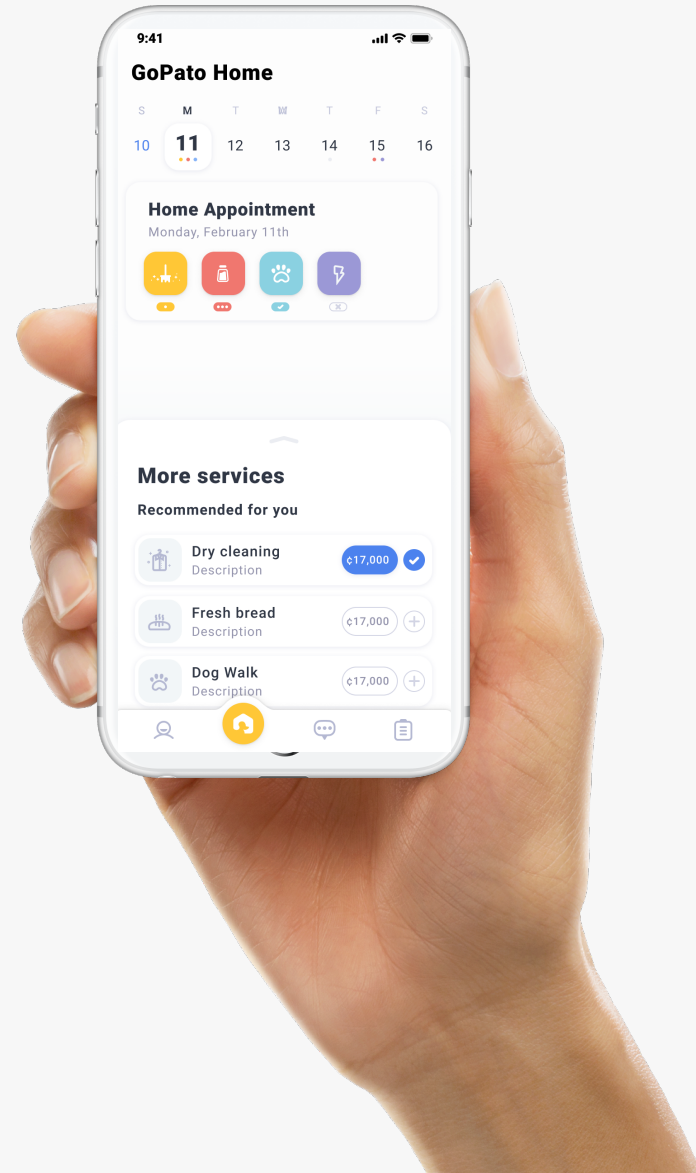 9:41
GoPato Home
S M T W T F S
10 11 12 13 14 15 16
Home Appointment
Monday, February 11th
More services
Recommended for you
Dry cleaning
¢17,000
Description
Fresh bread
¢17,000
Description
Dog Walk
¢17,000
Description